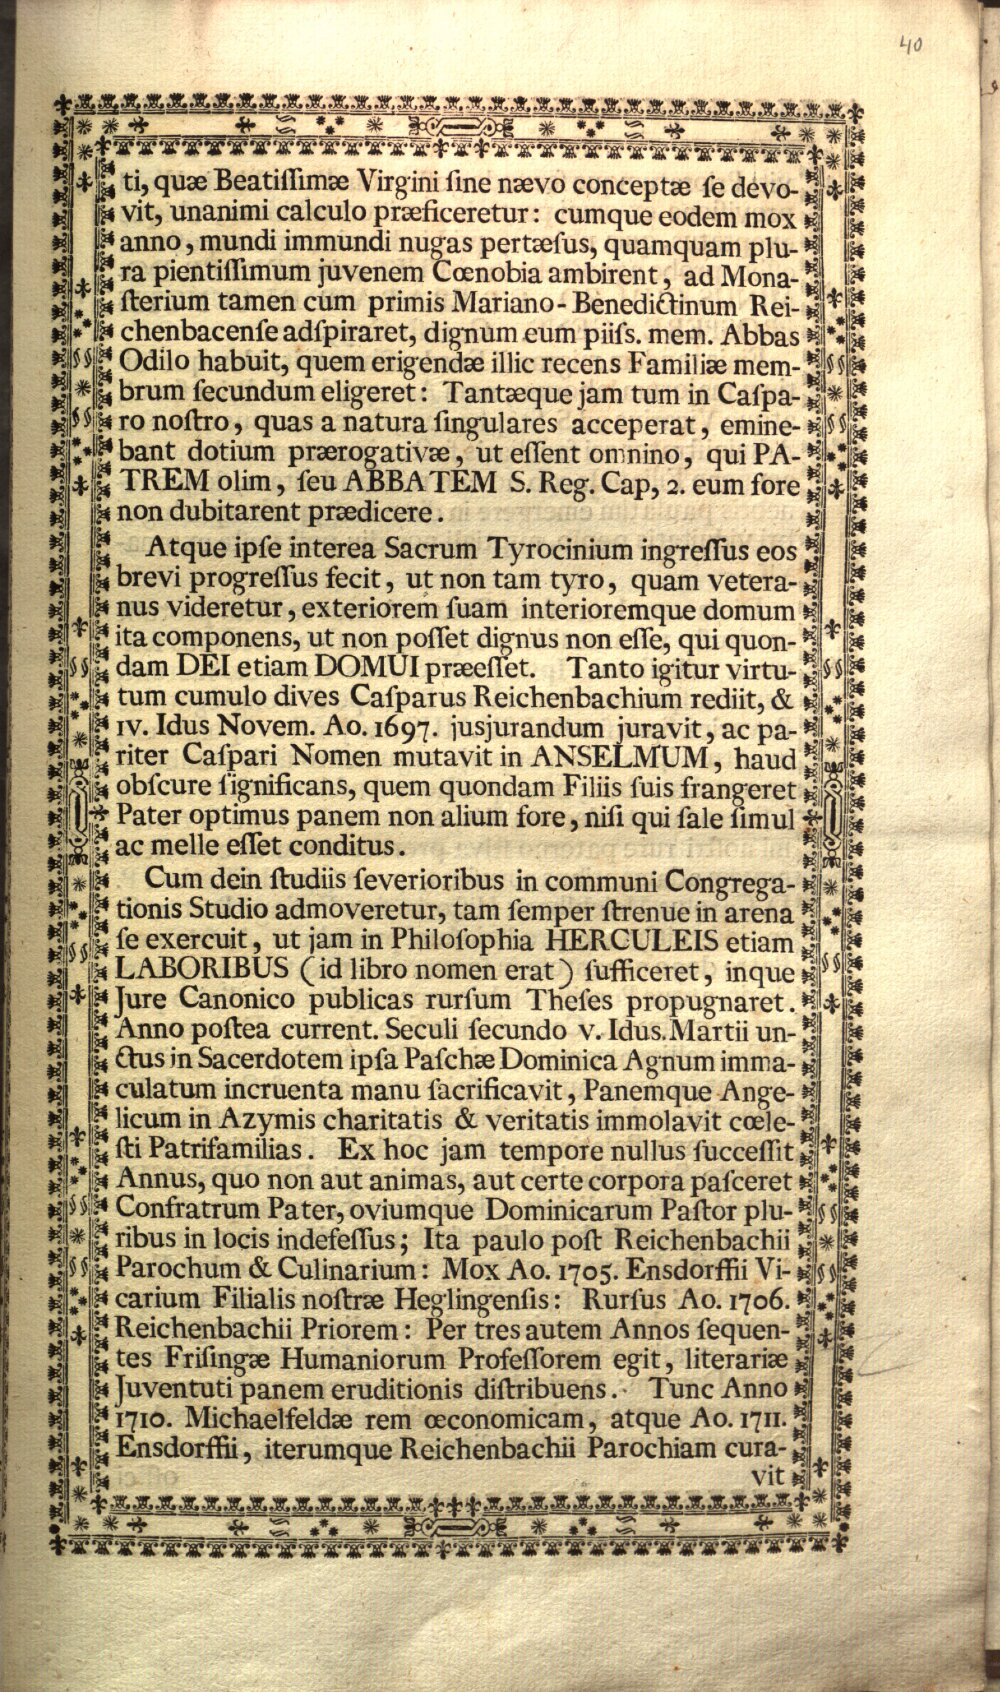 40
ti, quæ Beatiſſimæ Virgini ſine nævo conceptæ ſe devo-
vit, unanimi calculo præficeretur: cumque eodem mox
anno, mundi immundi nugas pertæſus, quamquam plu-
ra pientiſſimum juvenem Cœnobia ambirent, ad Mona-
ſterium tamen cum primis Mariano-Benedictinum Rei-
chenbacenſe adſpiraret, dignum eum piiſs. mem. Abbas
Odilo habuit, quem erigendæ illic recens Familiæ mem-
brum ſecundum eligeret: Tantæque jam tum in Caſpa-
ro noſtro, quas a natura ſingulares acceperat, emine-
bant dotium prærogativæ, ut eſſent omnino, qui PA-
TREM olim, ſeu ABBATEM S. Reg. Cap, 2. eum fore
non dubitarent prædicere.
Atque ipſe interea Sacrum Tyrocinium ingreſſus eos
brevi progreſſus fecit, ut non tam tyro, quam vetera-
nus videretur, exteriorem ſuam interioremque domum
ita componens, ut non poſſet dignus non eſſe, qui quon-
dam DEI etiam DOMUI præeſſet. Tanto igitur virtu-
tum cumulo dives Caſparus Reichenbachium rediit, &
IV. Idus Novem. Ao. 1697. jusjurandum juravit, ac pa-
riter Caſpari Nomen mutavit in ANSELMUM, haud
obſcure ſignificans, quem quondam Filiis ſuis frangeret
Pater optimus panem non alium fore, niſi qui ſale ſimul
ac melle eſſet conditus.
Cum dein ſtudiis ſeverioribus in communi Congrega-
tionis Studio admoveretur, tam ſemper ſtrenue in arena
ſe exercuit, ut jam in Philoſophia HERCULEIS etiam
LABORIBUS (id libro nomen erat) ſufficeret, inque
Jure Canonico publicas rurſum Theſes propugnaret.
Anno poſtea current. Seculi ſecundo V. Idus. Martii un-
ctus in Sacerdotem ipſa Paſchæ Dominica Agnum imma-
culatum incruenta manu ſacrificavit, Panemque Ange-
licum in Azymis charitatis & veritatis immolavit cœle-
ſti Patrifamilias. Ex hoc jam tempore nullus ſucceſſit
Annus, quo non aut animas, aut certe corpora paſceret
Confratrum Pater, oviumque Dominicarum Paſtor plu-
ribus in locis indefeſſus; Ita paulo poſt Reichenbachii
Parochum & Culinarium: Mox Ao. 1705. Ensdorffii Vi-
carium Filialis noſtræ Heglingenſis: Rurſus Ao. 1706.
Reichenbachii Priorem: Per tres autem Annos ſequen-
tes Friſingæ Humaniorum Profeſſorem egit, literariæ
Juventuti panem eruditionis diſtribuens. Tunc Anno
1710. Michaelfeldæ rem œconomicam, atque Ao. 1711.
Ensdorffii, iterumque Reichenbachii Parochiam cura-
vit